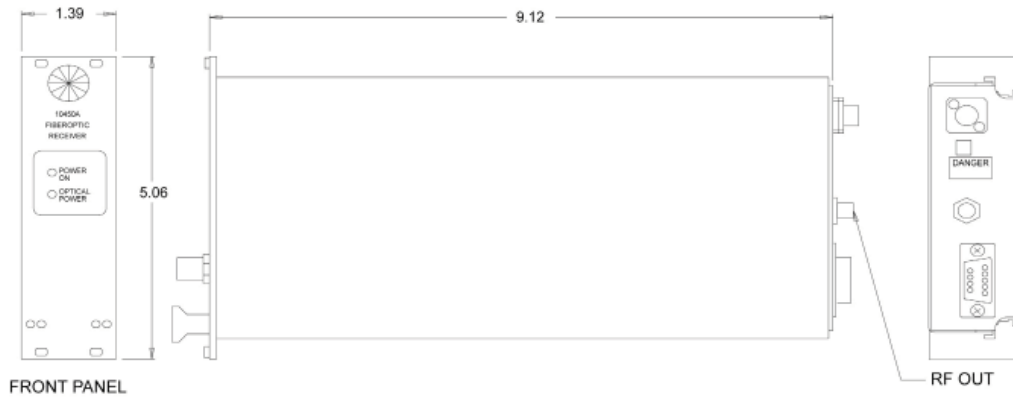 1.39
9.12
10450A
FIBEROPTIC
RECEIVER
POWER
ON
OPTICAL
POWER
5.06
DANGER
FRONT PANEL
RF OUT